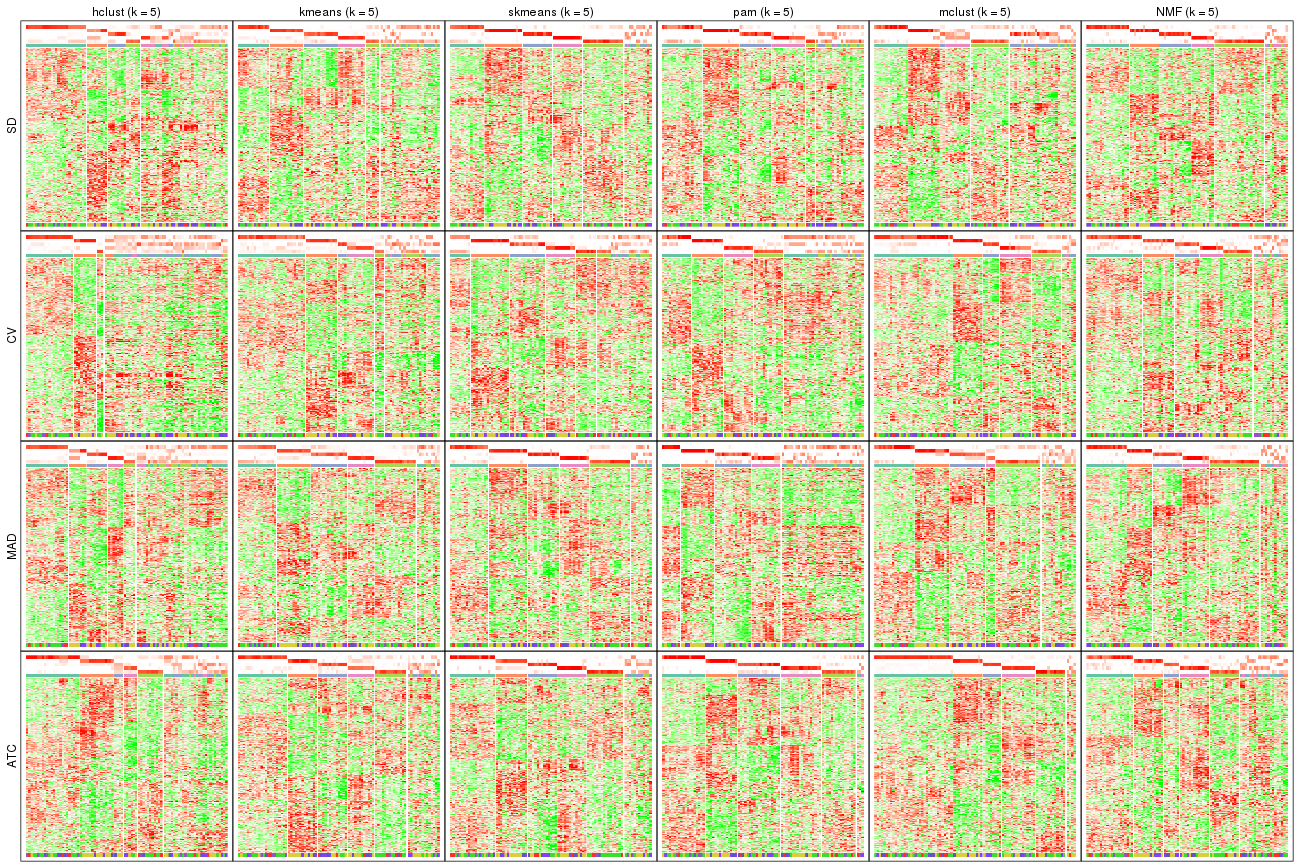 hclust (k = 5) kmeans (k = 5) skmeans (k = 5) pam (k = 5) mclust (k = 5) NMF (k = 5)
SD
CV
MAD
ATC